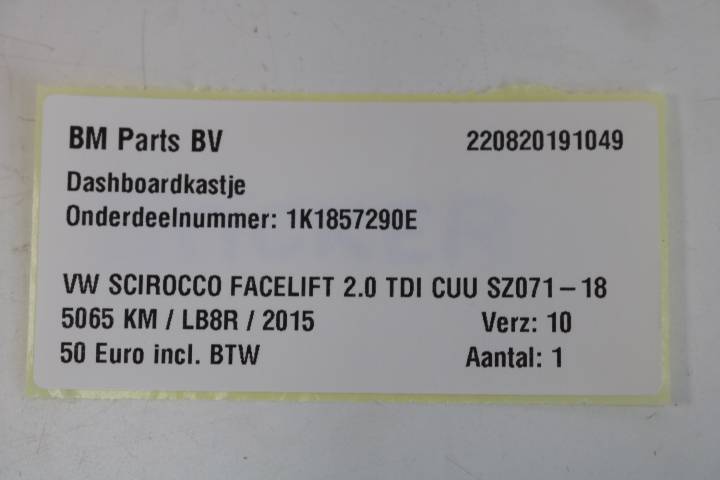 BM Parts BV 220820191049
Dashboardkastje
Onderdeelnummer: 1K1857290E
VW SCIROCCO FACELIFT 2.0 TDI CUU SZ071-18
5065 KM / LB8R / 2015 Verz: 10
50 Euro incl. BTW Aantal: 1